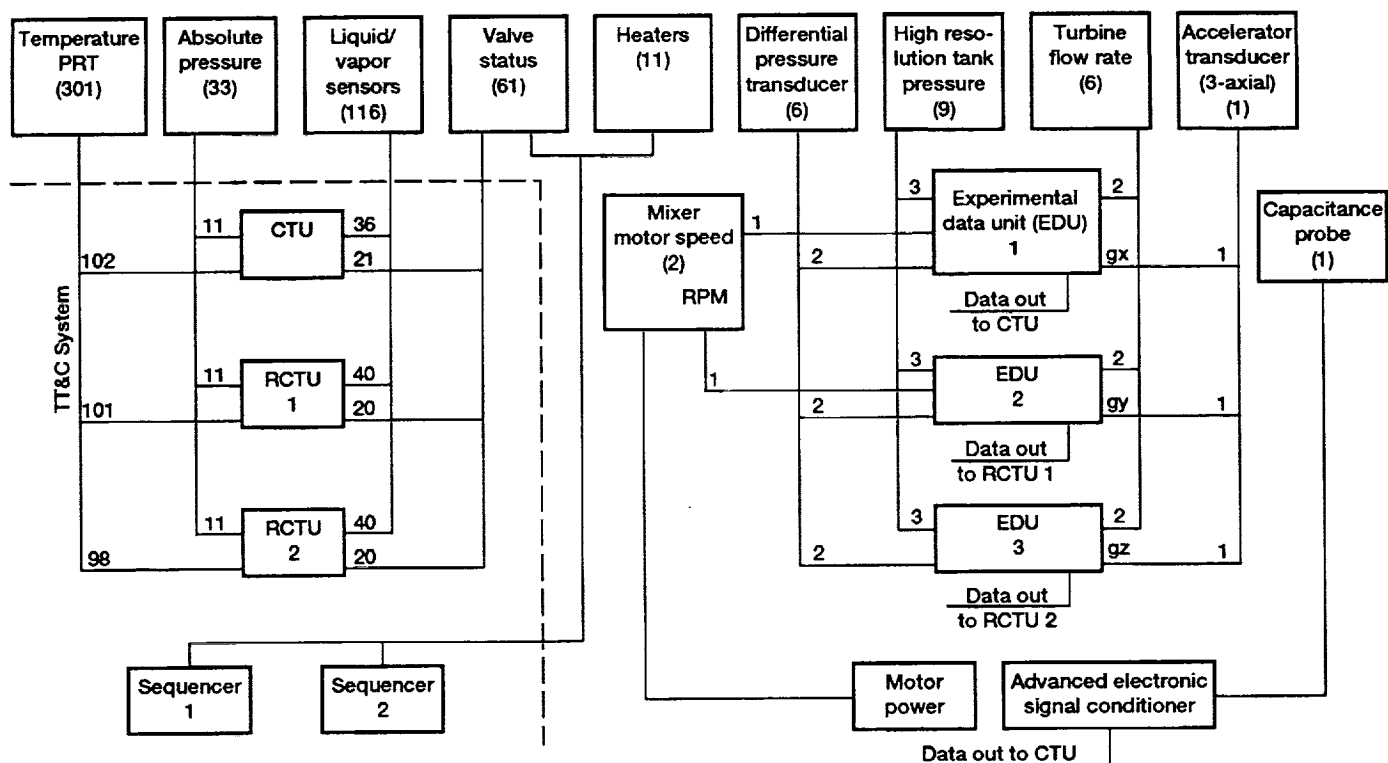 Temperature
PRT
(301)
Absolute
pressure
(33)
Liquid/
vapor
sensors
(116)
Valve
status
(61)
Heaters
(11)
Differential
pressure
transducer
(6)
High reso-
lution tank
pressure
(9)
Turbine
flow rate
(6)
Accelerator
transducer
(3-axial)
(1)
TT&C System
11
CTU
36
102
21
11
RCTU
1
40
101
20
11
RCTU
2
40
98
20
Sequencer
1
Sequencer
2
Mixer
motor speed
(2)
RPM
1
1
3
Experimental
data unit (EDU)
1
2
2
gx
1
Data out
to CTU
3
EDU
2
2
2
gy
1
Data out
to RCTU 1
3
EDU
3
2
2
gz
1
Data out
to RCTU 2
Capacitance
probe
(1)
Motor
power
Advanced electronic
signal conditioner
Data out to CTU